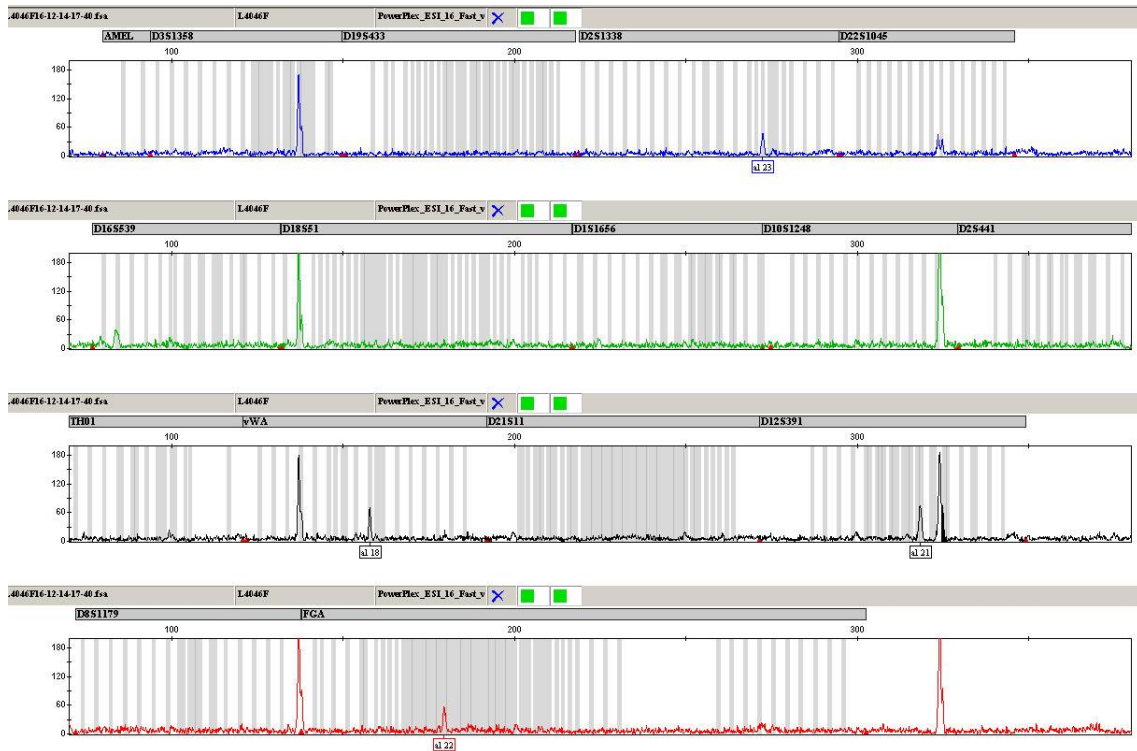 .4046F16-12-14-17-40.fsa L4046F PowerPlex_ESI_16_Fast_v
AMEL D3S1358 D19S433 D2S1338 D22S1045
100 200 300
180
120
60
0
al 23
.4046F16-12-14-17-40.fsa L4046F PowerPlex_ESI_16_Fast_v
D16S539 D18S51 D1S1656 D10S1248 D2S441
100 200 300
180
120
60
0
.4046F16-12-14-17-40.fsa L4046F PowerPlex_ESI_16_Fast_v
TH01 vWA D21S11 D12S391
100 200 300
180
120
60
0
al 18 al 21
.4046F16-12-14-17-40.fsa L4046F PowerPlex_ESI_16_Fast_v
D8S1179 FGA
100 200 300
180
120
60
0
al 22